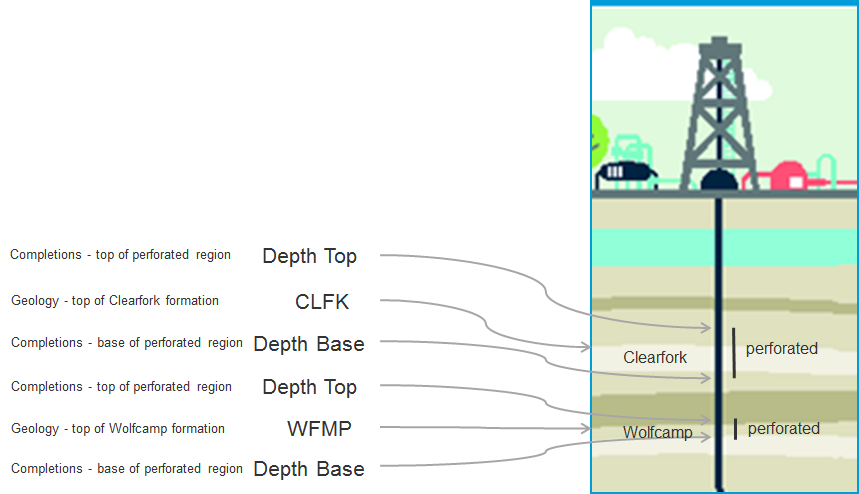 Completions - top of perforated region Depth Top
Geology - top of Clearfork formation CLFK
Completions - base of perforated region Depth Base
Completions - top of perforated region Depth Top
Geology - top of Wolfcamp formation WFMP
Completions - base of perforated region Depth Base
Clearfork perforated
Wolfcamp perforated